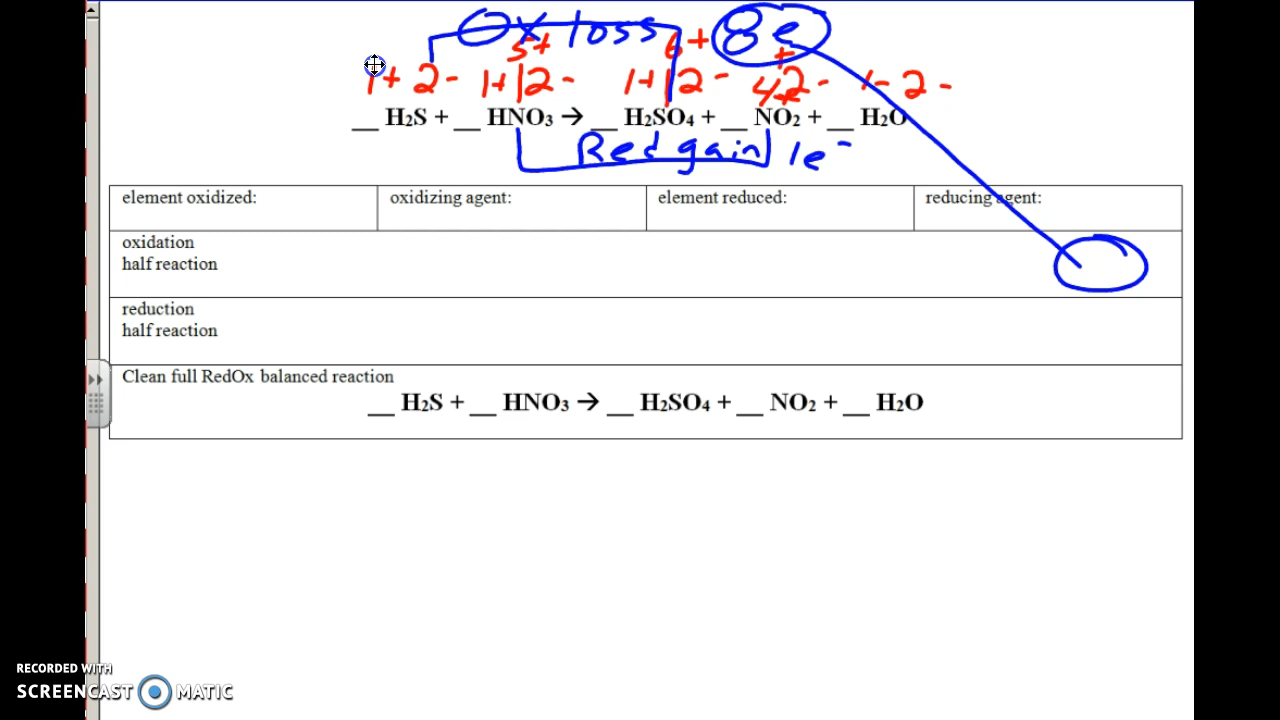 Ox loss 8e
5+ 6+ +
1+ 2- 1+ 2- 1+ 2- 4+ 2- 1- 2-
__ H₂S + __ HNO₃ → __ H₂SO₄ + __ NO₂ + __ H₂O
Red gain 1e-
element oxidized: oxidizing agent: element reduced: reducing agent:
oxidation
half reaction
reduction
half reaction
Clean full RedOx balanced reaction
__ H₂S + __ HNO₃ → __ H₂SO₄ + __ NO₂ + __ H₂O
RECORDED WITH
SCREENCAST MATIC